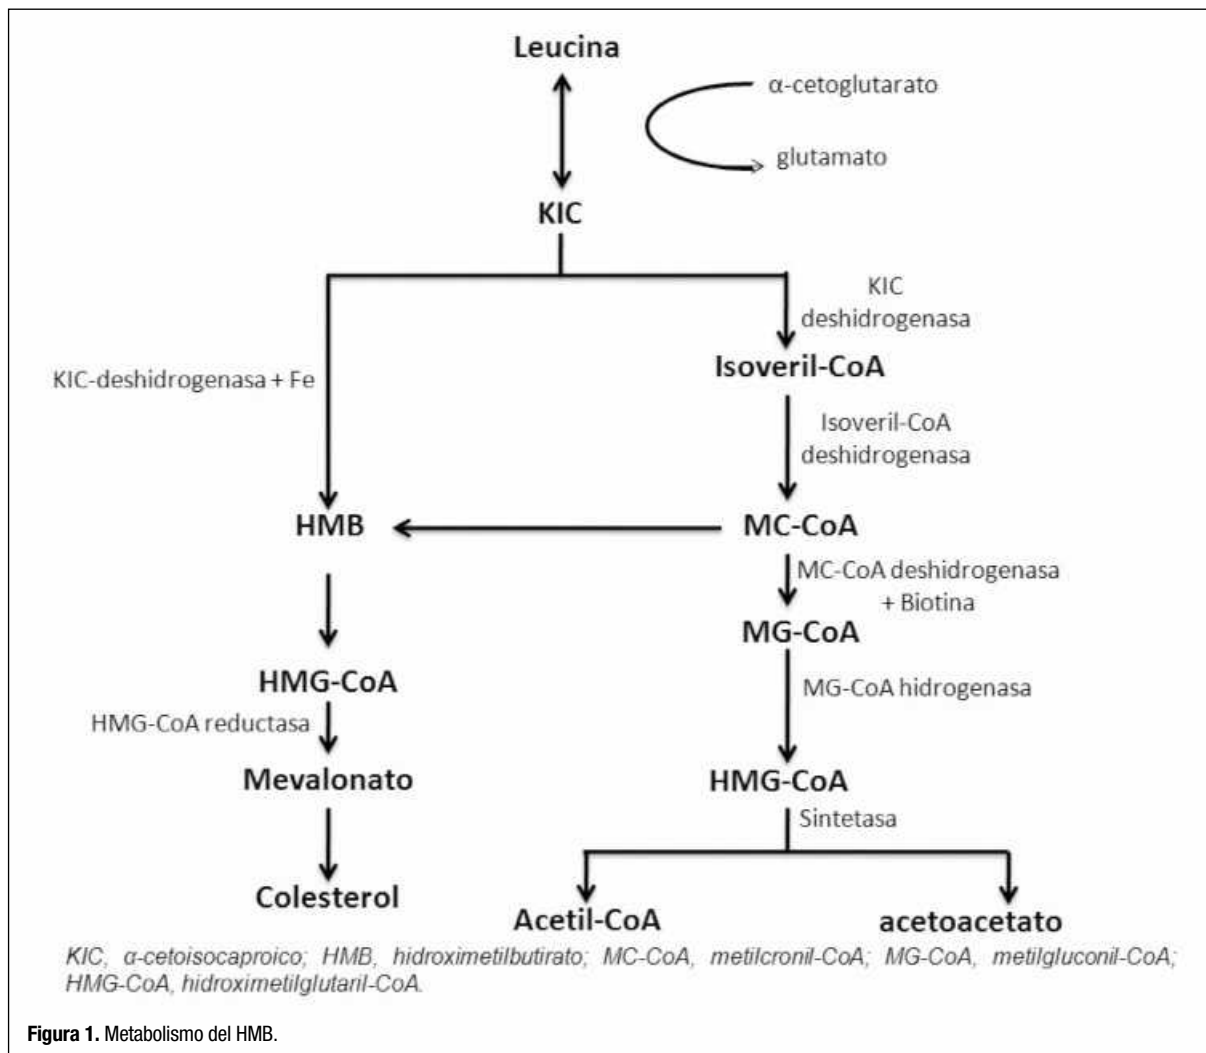 Leucina
α-cetoglutarato
glutamato
KIC
KIC
deshidrogenasa
Isoveril-CoA
KIC-deshidrogenasa + Fe
Isoveril-CoA
deshidrogenasa
HMB
MC-CoA
MC-CoA deshidrogenasa
+ Biotina
MG-CoA
HMG-CoA
MG-CoA hidrogenasa
HMG-CoA reductasa
Mevalonato
HMG-CoA
Sintetasa
Colesterol
Acetil-CoA
acetoacetato
KIC, α-cetoisocaproico; HMB, hidroximetilbutirato; MC-CoA, metilcronil-CoA; MG-CoA, metilgluconil-CoA;
HMG-CoA, hidroximetilglutaril-CoA.
Figura 1. Metabolismo del HMB.